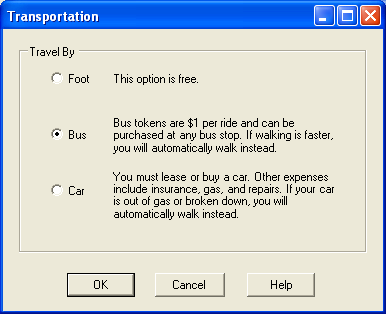 Transportation
Travel By
Foot
This option is free.
Bus
Bus tokens are $1 per ride and can be
purchased at any bus stop. If walking is faster,
you will automatically walk instead.
Car
You must lease or buy a car. Other expenses
include insurance, gas, and repairs. If your car
is out of gas or broken down, you will
automatically walk instead.
OK
Cancel
Help